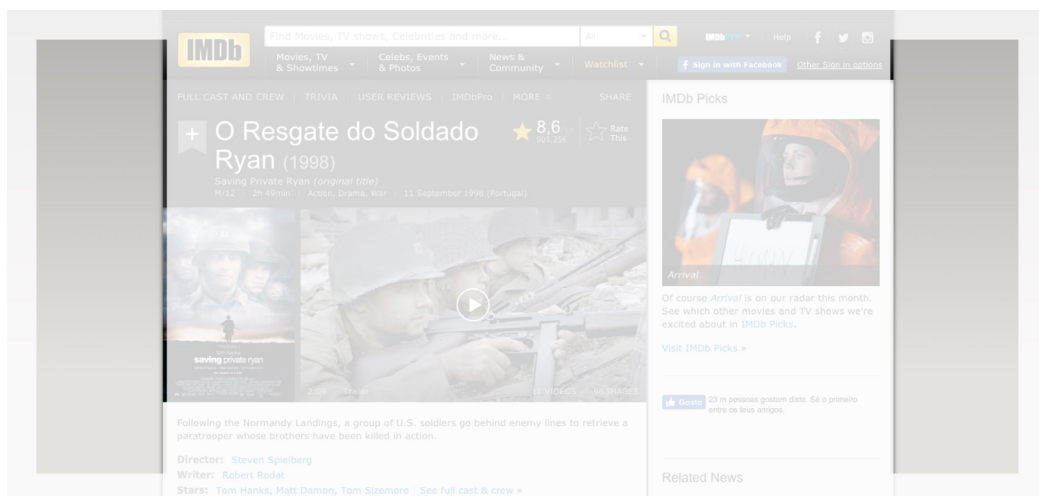 IMDb
Find Movies, TV shows, Celebrities and more...
All
IMDbPro
Help
Movies, TV
& Showtimes
Celebs, Events
& Photos
News &
Community
Watchlist
Sign in with Facebook
Other Sign in options
FULL CAST AND CREW
TRIVIA
USER REVIEWS
IMDbPro
MORE
SHARE
O Resgate do Soldado
Ryan (1998)
8,6
Rate
This
Saving Private Ryan (original title)
M/12
2h 49min
Action, Drama, War
11 September 1998 (Portugal)
saving private ryan
Following the Normandy Landings, a group of U.S. soldiers go behind enemy lines to retrieve a
paratrooper whose brothers have been killed in action.
Director: Steven Spielberg
Writer: Robert Rodat
Stars: Tom Hanks, Matt Damon, Tom Sizemore
See full cast & crew »
IMDb Picks
Arrival
Of course Arrival is on our radar this month.
See which other movies and TV shows we're
excited about in IMDb Picks.
Visit IMDb Picks »
Gosto
23 m pessoas gostam disto. Sê o primeiro
entre os teus amigos.
Related News